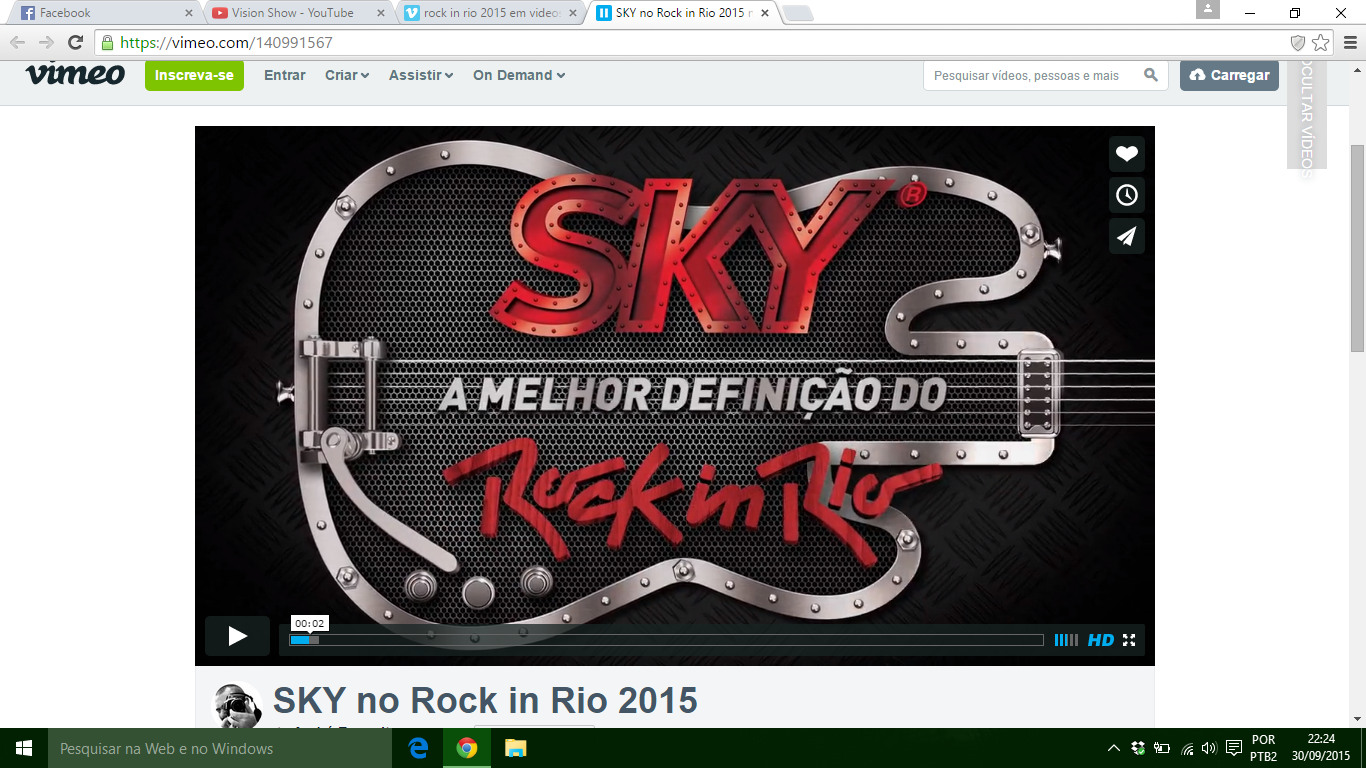 Facebook
Vision Show - YouTube
rock in rio 2015 em video
SKY no Rock in Rio 2015 n
https://vimeo.com/140991567
vimeo
Inscreva-se
Entrar
Criar
Assistir
On Demand
Pesquisar vídeos, pessoas e mais
Carregar
OCULTAR VÍDEOS
SKY®
A MELHOR DEFINIÇÃO DO
Rock in Rio
00:02
HD
SKY no Rock in Rio 2015
Pesquisar na Web e no Windows
POR
PTB2
22:24
30/09/2015